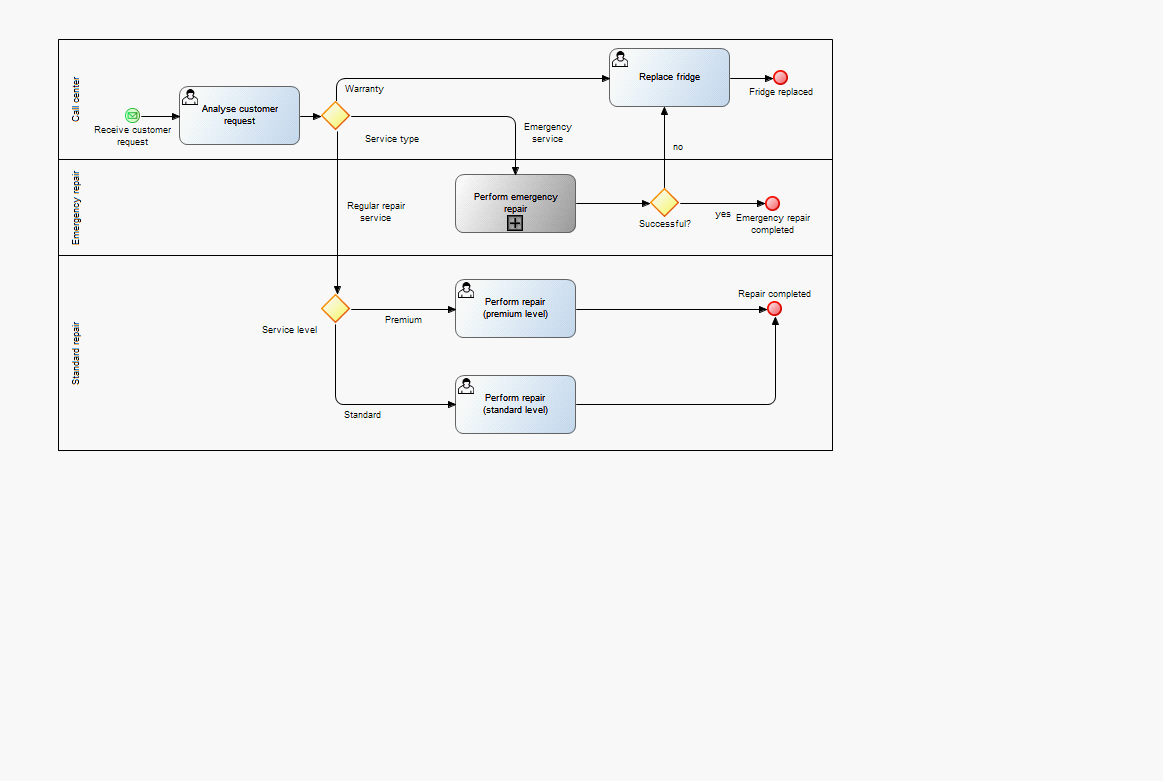 Call center
Receive customer
request
Analyse customer
request
Warranty
Service type
Emergency
service
Replace fridge
Fridge replaced
no
Emergency repair
Regular repair
service
Perform emergency
repair
Successful?
yes
Emergency repair
completed
Standard repair
Service level
Premium
Perform repair
(premium level)
Repair completed
Standard
Perform repair
(standard level)